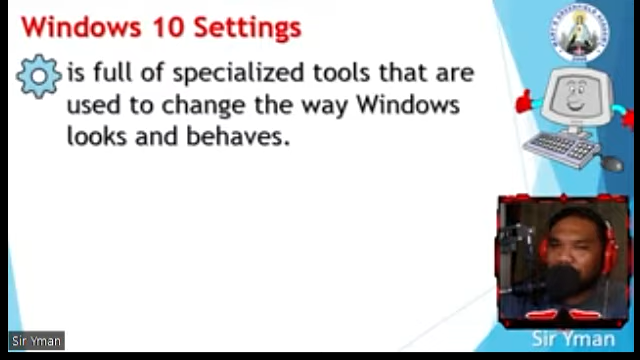 Windows 10 Settings
is full of specialized tools that are
used to change the way Windows
looks and behaves.
Sir Yman
Sir Yman